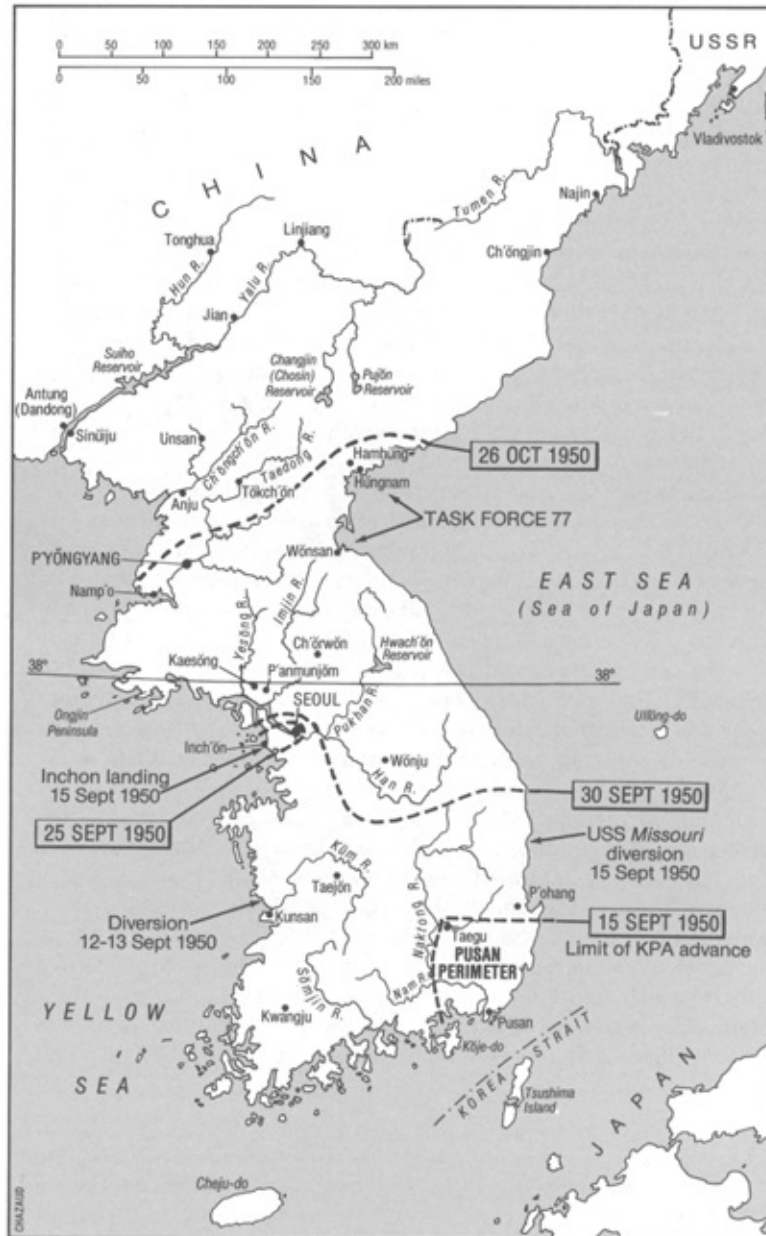 0 50 100 150 200 250 300 km
0 50 100 150 200 miles
USSR
Vladivostok
CHINA
Tumen R.
Najin
Ch'ŏngjin
Tonghua
Linjiang
Hun R.
Yalu R.
Jian
Suiho
Reservoir
Changjin
(Chosin)
Reservoir
Pujŏn
Reservoir
Antung
(Dandong)
Sinŭiju
Unsan
Ch'ŏngch'ŏn R.
Taedong R.
Hamhŭng
26 OCT 1950
Hŭngnam
Anju
Tŏkch'ŏn
TASK FORCE 77
P'YŎNGYANG
Wŏnsan
Namp'o
EAST SEA
(Sea of Japan)
Yesŏng R.
Imjin R.
Ch'ŏrwŏn
Hwach'ŏn
Reservoir
38°
Kaesŏng
P'anmunjŏm
38°
Ongjin
Peninsula
SEOUL
Pukhan R.
Ullŭng-do
Inch'ŏn
Wŏnju
Han R.
Inchon landing
15 Sept 1950
30 SEPT 1950
25 SEPT 1950
USS Missouri
diversion
15 Sept 1950
Kŭm R.
Taejŏn
P'ohang
Naktong R.
Diversion
12-13 Sept 1950
Kunsan
15 SEPT 1950
Limit of KPA advance
Taegu
PUSAN
PERIMETER
Nam R.
Sŏmjin R.
YELLOW
SEA
Kwangju
Pusan
Kŏje-do
KOREA STRAIT
Tsushima
Island
JAPAN
Cheju-do
CHAZAUD